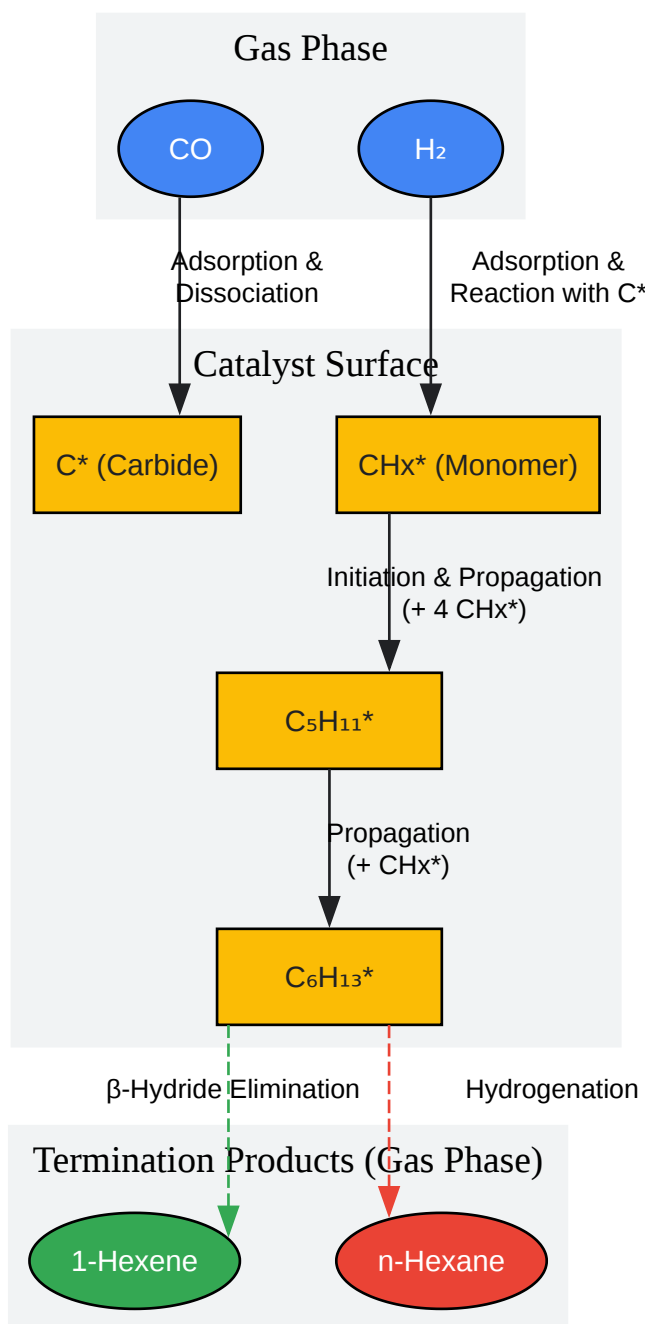 Gas Phase
CO
H₂
Adsorption &
Dissociation
Adsorption &
Reaction with C*
Catalyst Surface
C* (Carbide)
CHx* (Monomer)
Initiation & Propagation
(+ 4 CHx*)
C₅H₁₁*
Propagation
(+ CHx*)
C₆H₁₃*
β-Hydride Elimination
Hydrogenation
Termination Products (Gas Phase)
1-Hexene
n-Hexane